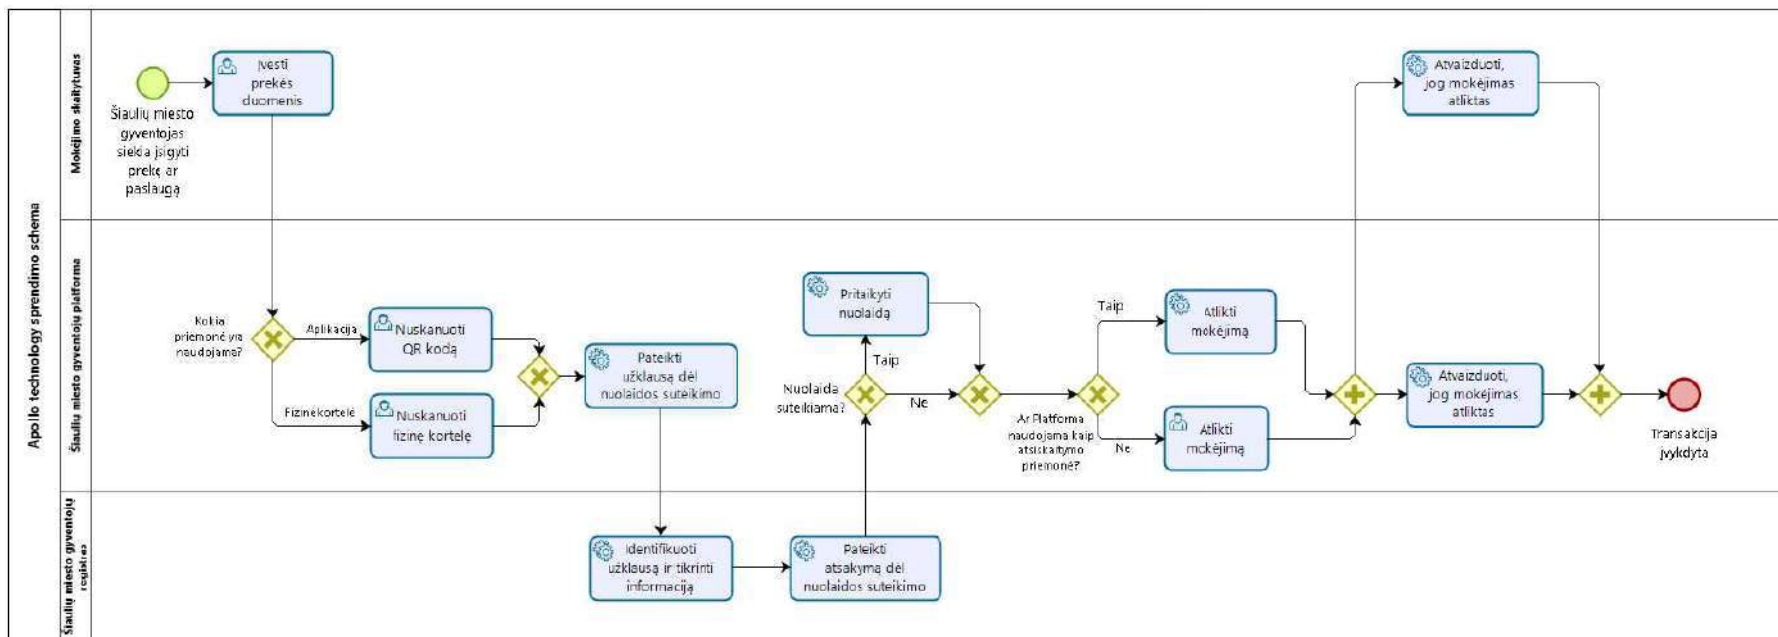 Apollo technology sprendimo schema
Mokėjimo skaitytuvas
Šiaulių miesto
gyventojas
siekia įsigyti
prekę ar
paslaugą
Įvesti
prekės
duomenis
Atvaizduoti,
jog mokėjimas
atliktas
Šiaulių miesto gyventojų platforma
Kokia
priemonė yra
naudojama?
Aplikacija
Nuskanuoti
QR kodą
Fizinė kortelė
Nuskanuoti
fizinę kortelę
Pateikti
užklausą dėl
nuolaidos suteikimo
Nuolaida
suteikiama?
Taip
Pritaikyti
nuolaidą
Ne
Ar Platforma
naudojama kaip
atsiskaitymo
priemonė?
Taip
Atlikti
mokėjimą
Ne
Atlikti
mokėjimą
Atvaizduoti,
jog mokėjimas
atliktas
Transakcija
įvykdyta
Šiaulių miesto gyventojų
registras
Identifikuoti
užklausą ir tikrinti
informaciją
Pateikti
atsakymą dėl
nuolaidos suteikimo